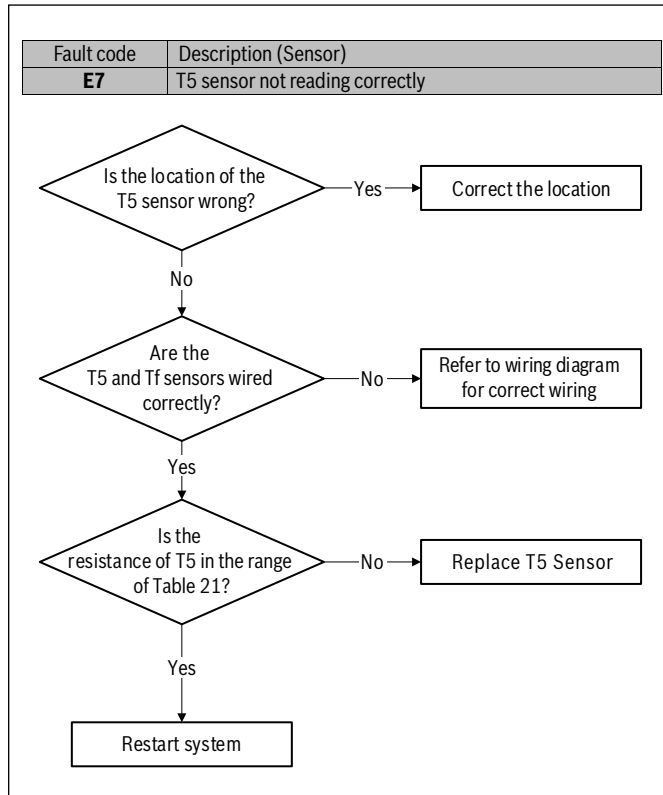 Fault code Description (Sensor)
E7 T5 sensor not reading correctly
Is the location of the
T5 sensor wrong?
Yes
Correct the location
No
Are the
T5 and Tf sensors wired
correctly?
No
Refer to wiring diagram
for correct wiring
Yes
Is the
resistance of T5 in the range
of Table 21?
No
Replace T5 Sensor
Yes
Restart system